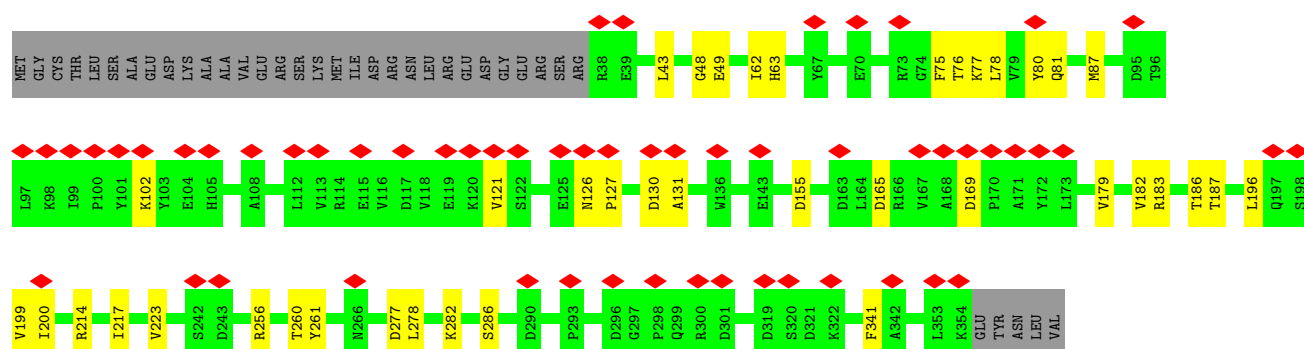 MET GLY CYS THR LEU SER ALA GLU ASP LYS ALA ALA VAL GLU ARG SER LYS MET ILE ASP ARG ASN LEU ARG GLU ASP GLY GLU ARG SER ARG R38 E39 L43 G48 E49 I62 H63 Y67 E70 R73 G74 F75 T76 K77 L78 V79 Y80 Q81 M87 D95 T96
L97 K98 I99 P100 Y101 K102 Y103 E104 H105 A108 L112 V113 R114 E115 V116 D117 V118 E119 K120 V121 S122 E125 N126 P127 D130 A131 W136 E143 D155 D163 L164 D165 R166 V167 A168 D169 P170 A171 Y172 L173 V179 V182 R183 T186 T187 L196 Q197 S198
V199 I200 R214 I217 V223 S242 D243 R256 T260 Y261 N266 D277 L278 K282 S286 D290 P293 D296 G297 P298 Q299 R300 D301 D319 S320 D321 K322 F341 A342 L353 K354 GLU TYR ASN LEU VAL